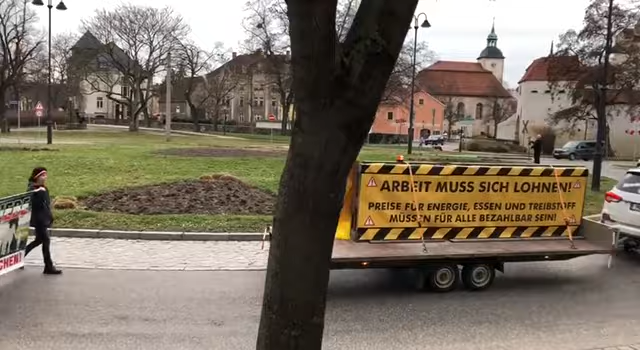 ARBEIT MUSS SICH LOHNEN!
PREISE FÜR ENERGIE, ESSEN UND TREIBSTOFF
MÜSSEN FÜR ALLE BEZAHLBAR SEIN!